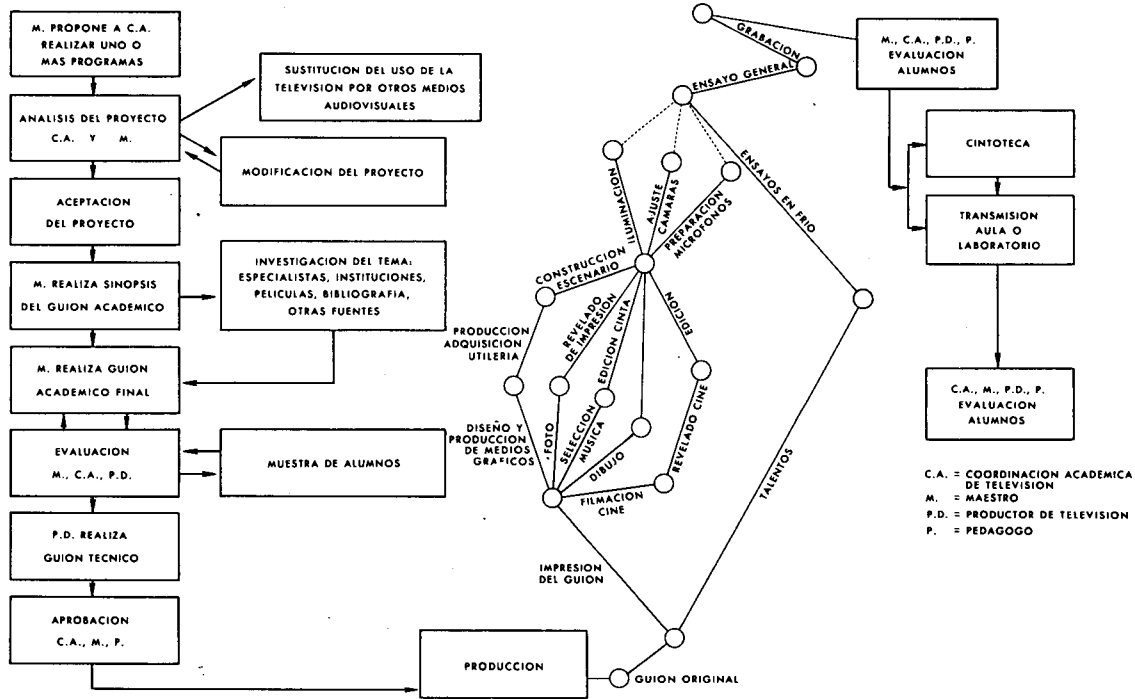 M. PROPONE A C.A.
REALIZAR UNO O
MAS PROGRAMAS
SUSTITUCION DEL USO DE LA
TELEVISION POR OTROS MEDIOS
AUDIOVISUALES
ANALISIS DEL PROYECTO
C.A. Y M.
MODIFICACION DEL PROYECTO
ACEPTACION
DEL PROYECTO
M. REALIZA SINOPSIS
DEL GUION ACADEMICO
INVESTIGACION DEL TEMA:
ESPECIALISTAS, INSTITUCIONES,
PELICULAS, BIBLIOGRAFIA,
OTRAS FUENTES
M. REALIZA GUION
ACADEMICO FINAL
EVALUACION
M., C.A., P.D.
MUESTRA DE ALUMNOS
P.D. REALIZA
GUION TECNICO
APROBACION
C.A., M., P.
PRODUCCION
GUION ORIGINAL
IMPRESION
DEL GUION
TALENTOS
FILMACION
CINE
DIBUJO
SELECCION
MUSICA
FOTO
DISEÑO Y
PRODUCCION
DE MEDIOS
GRAFICOS
REVELADO CINE
EDICION CINTA
REVELADO
DE IMPRESION
PRODUCCION
ADQUISICION
UTILERIA
EDICION
CONSTRUCCION
ESCENARIO
ILUMINACION
AJUSTE
CAMARAS
PREPARACION
MICROFONOS
ENSAYOS EN FRIO
ENSAYO GENERAL
GRABACION
M., C.A., P.D., P.
EVALUACION
ALUMNOS
CINTOTECA
TRANSMISION
AULA O
LABORATORIO
C.A., M., P.D., P.
EVALUACION
ALUMNOS
C.A. = COORDINACION ACADEMICA
DE TELEVISION
M. = MAESTRO
P.D. = PRODUCTOR DE TELEVISION
P. = PEDAGOGO